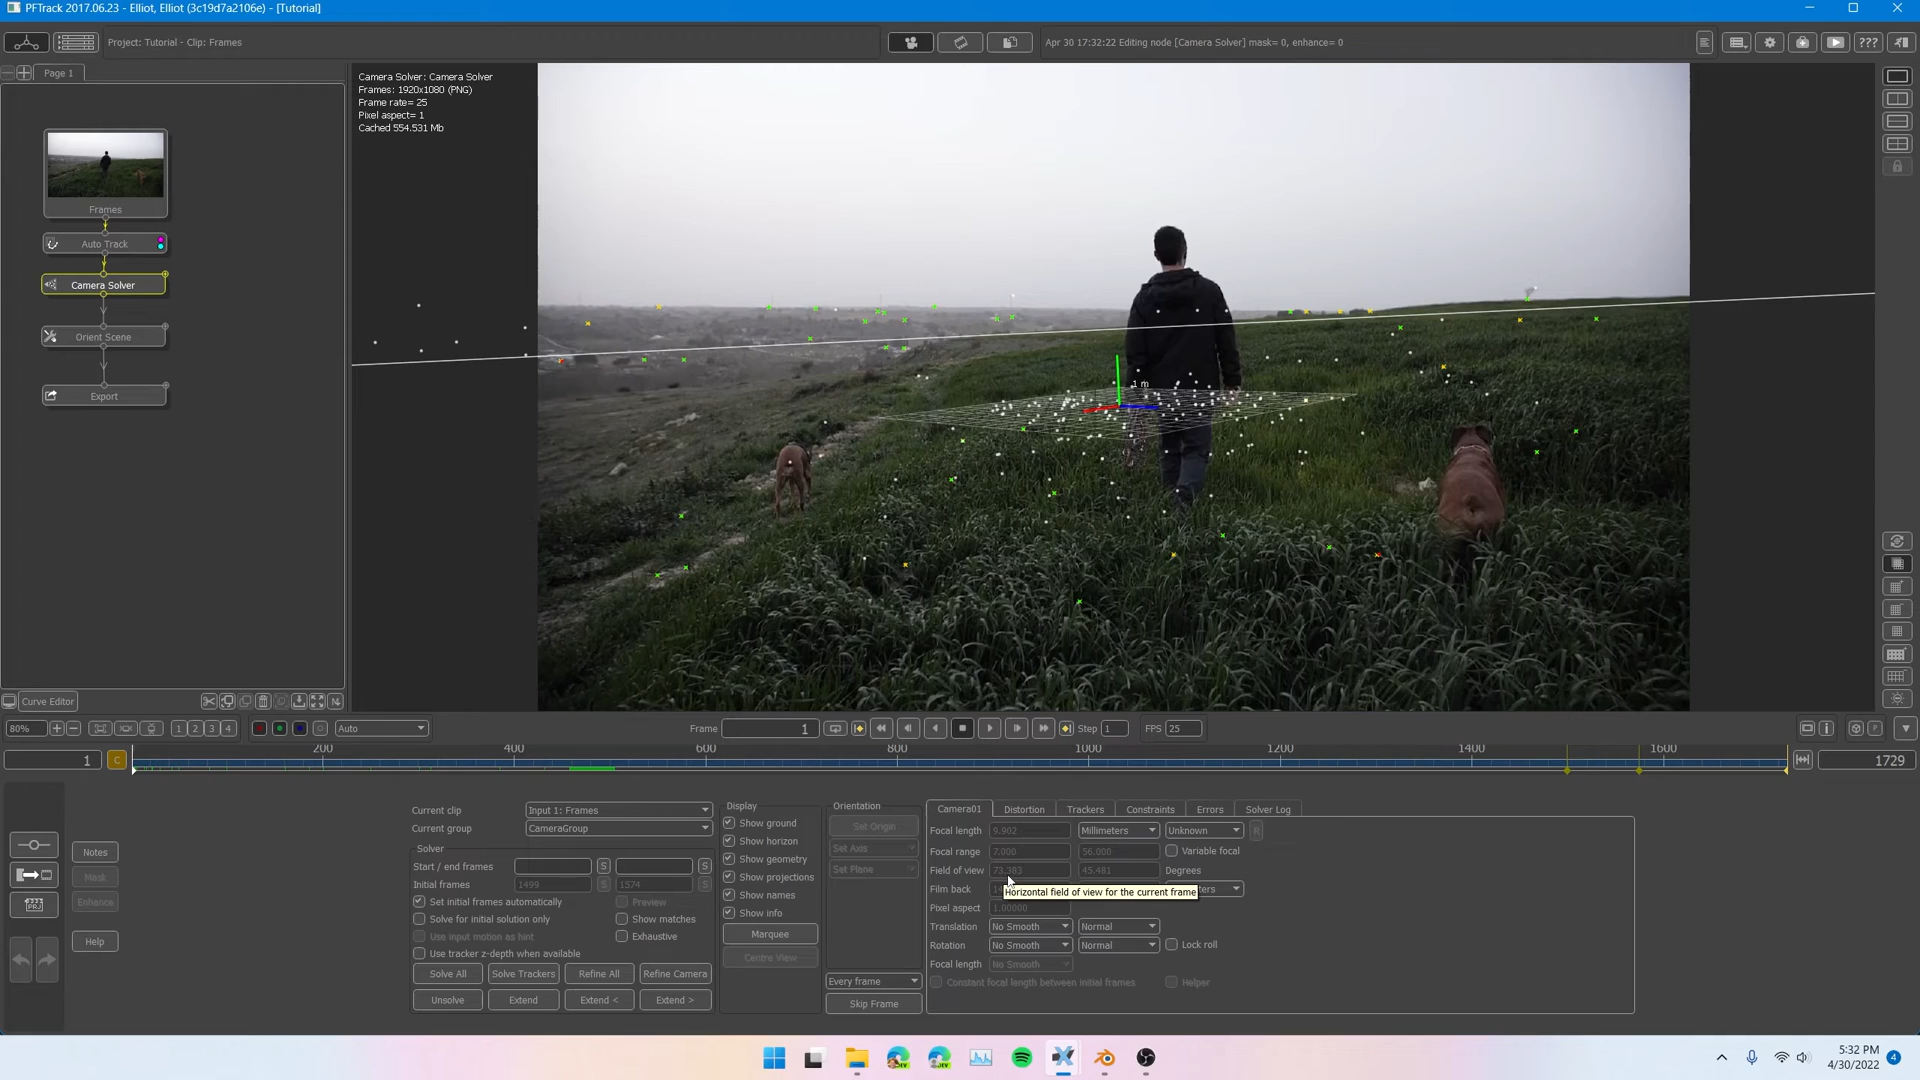 PFTrack 2017.06.23 - Elliot, Elliot (3c19d7a2106e) - [Tutorial]
Project: Tutorial - Clip: Frames
Apr 30 17:32:22 Editing node [Camera Solver] mask= 0, enhance= 0
???
Page 1
Camera Solver: Camera Solver
Frames: 1920x1080 (PNG)
Frame rate= 25
Pixel aspect= 1
Cached 554.531 Mb
Frames
Auto Track
Camera Solver
Orient Scene
Export
1 m
Curve Editor
80%
1 2 3 4
Auto
Frame 1
Step 1
FPS 25
1
C
200 400 600 800 1000 1200 1400 1600
1729
Notes
Mask
Enhance
Help
Current clip Input 1: Frames
Current group CameraGroup
Solver
Start / end frames S S
Initial frames 1499 S 1574 S
Set initial frames automatically Preview
Solve for initial solution only Show matches
Use input motion as hint Exhaustive
Use tracker z-depth when available
Solve All Solve Trackers Refine All Refine Camera
Unsolve Extend Extend < Extend >
Display
Show ground
Show horizon
Show geometry
Show projections
Show names
Show info
Marquee
Centre View
Orientation
Set Origin
Set Axis
Set Plane
Every frame
Skip Frame
Camera01 Distortion Trackers Constraints Errors Solver Log
Focal length 9.902 Millimeters Unknown R
Focal range 7.000 56.000 Variable focal
Field of view 73.383 45.481 Degrees
Film back
Horizontal field of view for the current frame
Pixel aspect 1.00000
Translation No Smooth Normal
Rotation No Smooth Normal Lock roll
Focal length No Smooth
Constant focal length between initial frames Helper
DEV
DEV
5:32 PM
4/30/2022
4